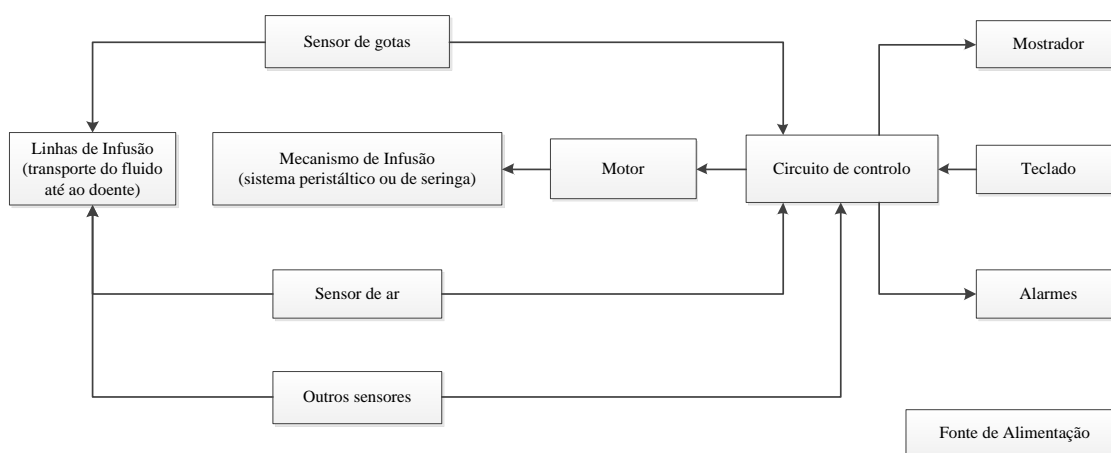 Sensor de gotas
Mostrador
Linhas de Infusão
(transporte do fluido
até ao doente)
Mecanismo de Infusão
(sistema peristáltico ou de seringa)
Motor
Circuito de controlo
Teclado
Sensor de ar
Alarmes
Outros sensores
Fonte de Alimentação